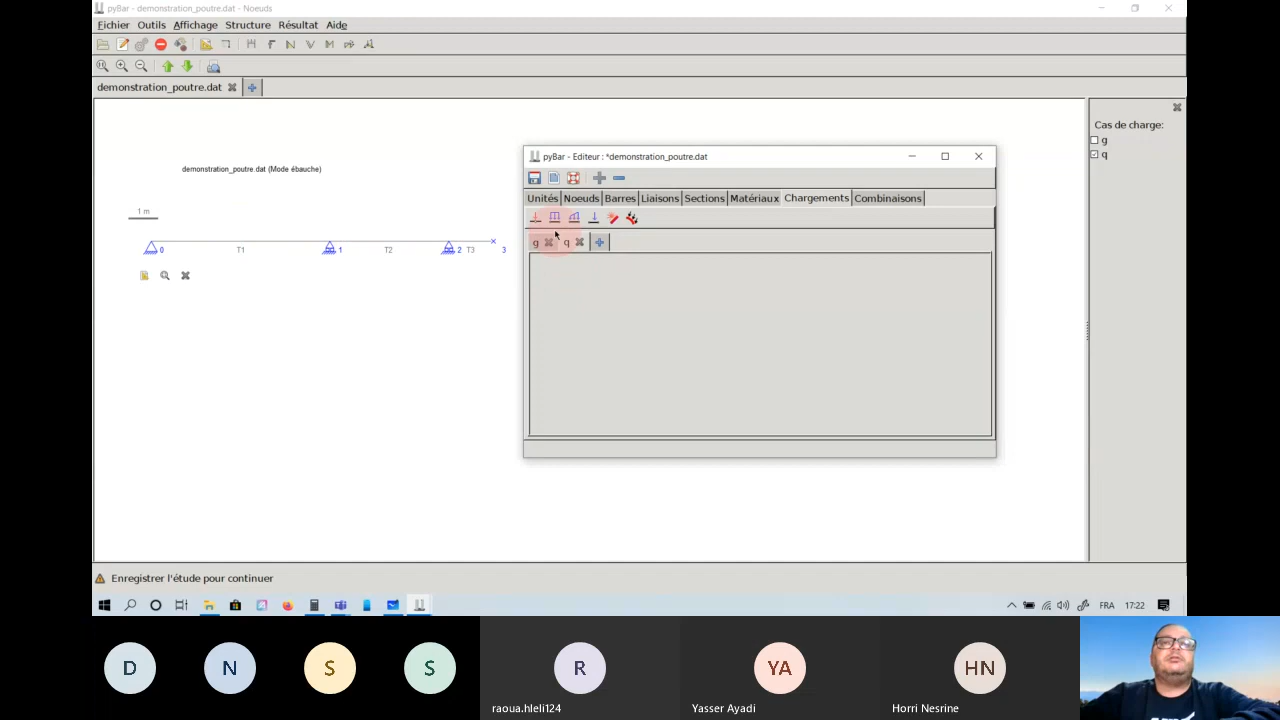 pyBar - demonstration_poutre.dat - Noeuds
Fichier Outils Affichage Structure Résultat Aide
demonstration_poutre.dat
Cas de charge:
g
q
demonstration_poutre.dat (Mode ébauche)
1 m
0 T1 1 T2 2 T3 3
pyBar - Editeur : *demonstration_poutre.dat
Unités Noeuds Barres Liaisons Sections Matériaux Chargements Combinaisons
g q
Enregistrer l'étude pour continuer
FRA 17:22
D N S S R YA HN
raoua.hleli124 Yasser Ayadi Horri Nesrine